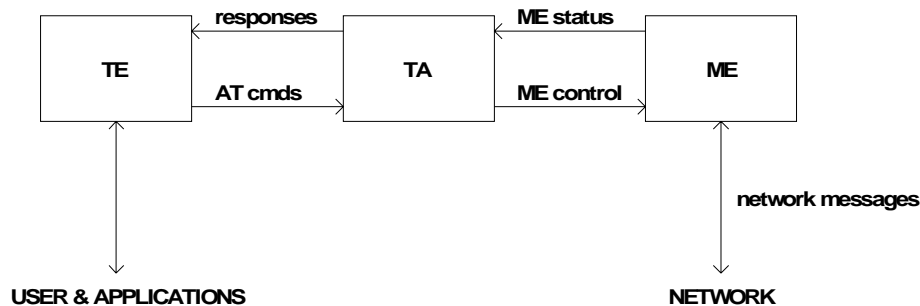 responses
ME status
TE
TA
ME
AT cmds
ME control
network messages
USER & APPLICATIONS
NETWORK